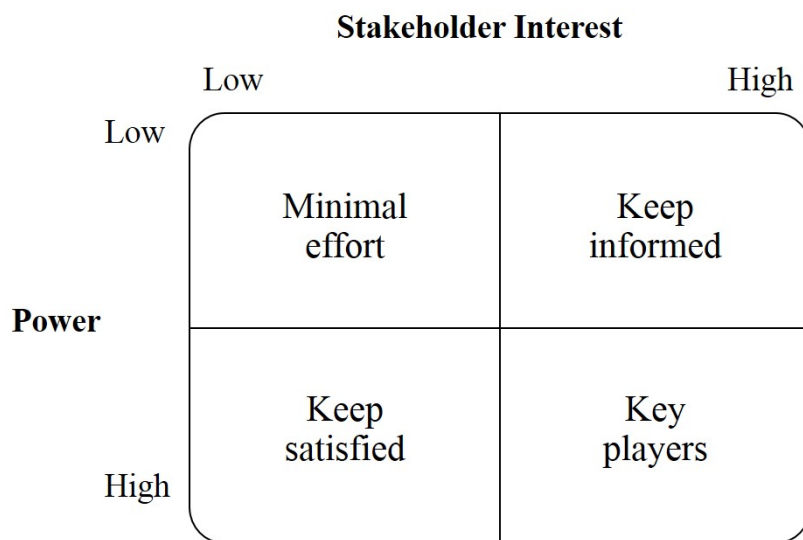 Stakeholder Interest
Low
High
Low
Minimal
effort
Keep
informed
Power
Keep
satisfied
Key
players
High